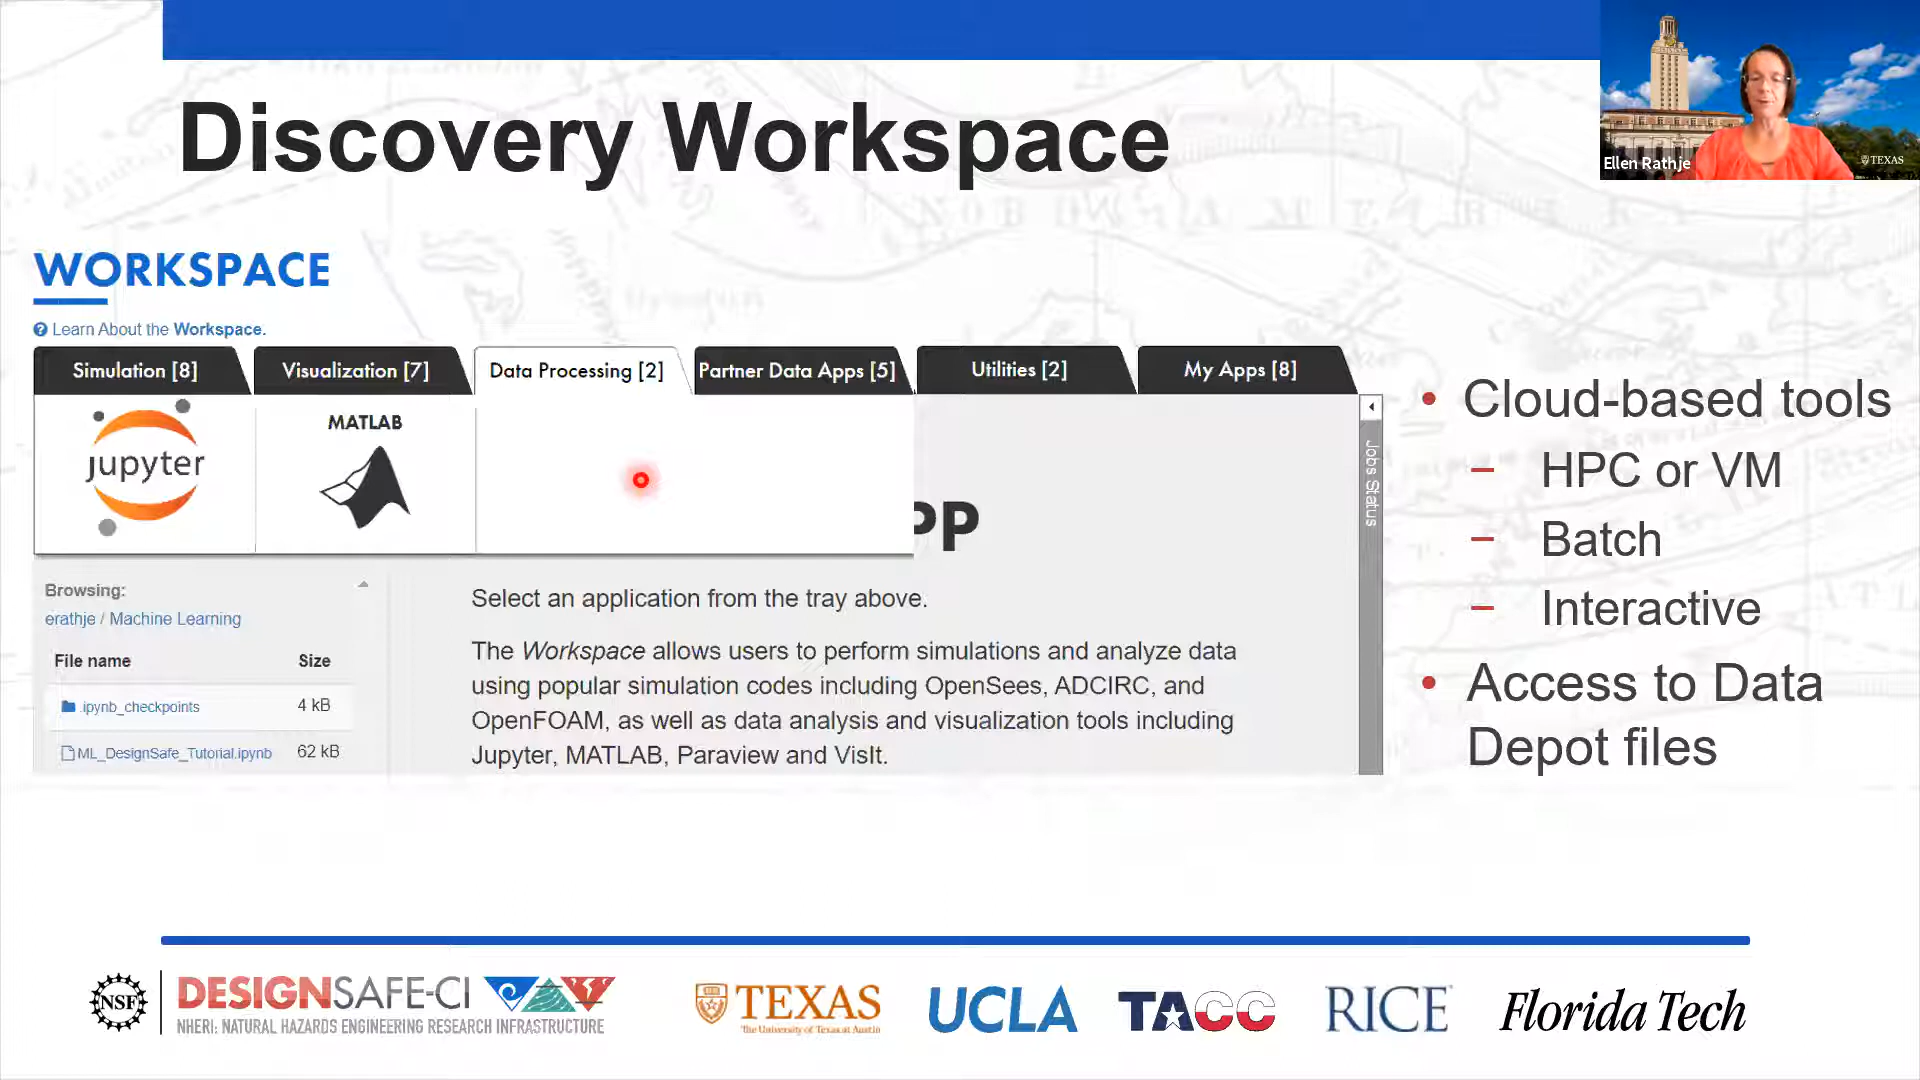 Discovery Workspace
Ellen Rathje
TEXAS
WORKSPACE
Learn About the Workspace.
Simulation [8]
Visualization [7]
Data Processing [2]
Partner Data Apps [5]
Utilities [2]
My Apps [8]
jupyter
MATLAB
PP
Jobs Status
Browsing:
erathje / Machine Learning
File name Size
.ipynb_checkpoints 4 kB
ML_DesignSafe_Tutorial.ipynb 62 kB
Select an application from the tray above.
The Workspace allows users to perform simulations and analyze data
using popular simulation codes including OpenSees, ADCIRC, and
OpenFOAM, as well as data analysis and visualization tools including
Jupyter, MATLAB, Paraview and VisIt.
• Cloud-based tools
– HPC or VM
– Batch
– Interactive
• Access to Data
Depot files
NSF
DESIGNSAFE-CI
NHERI: NATURAL HAZARDS ENGINEERING RESEARCH INFRASTRUCTURE
TEXAS
The University of Texas at Austin
UCLA
TACC
RICE
Florida Tech